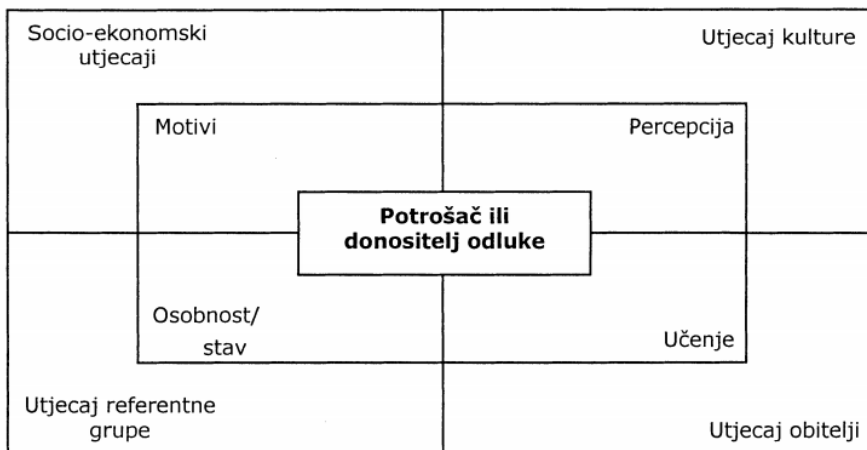 Socio-ekonomski
utjecaji
Utjecaj kulture
Motivi
Percepcija
Potrošač ili
donositelj odluke
Osobnost/
stav
Učenje
Utjecaj referentne
grupe
Utjecaj obitelji